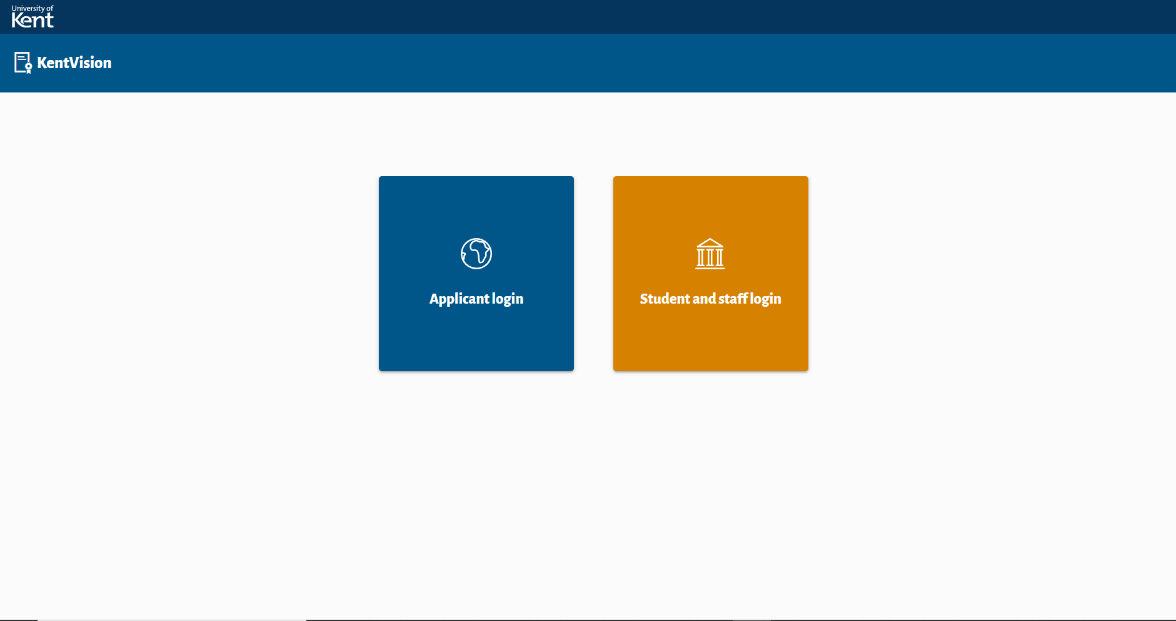 University of
Kent
KentVision
Applicant login
Student and staff login